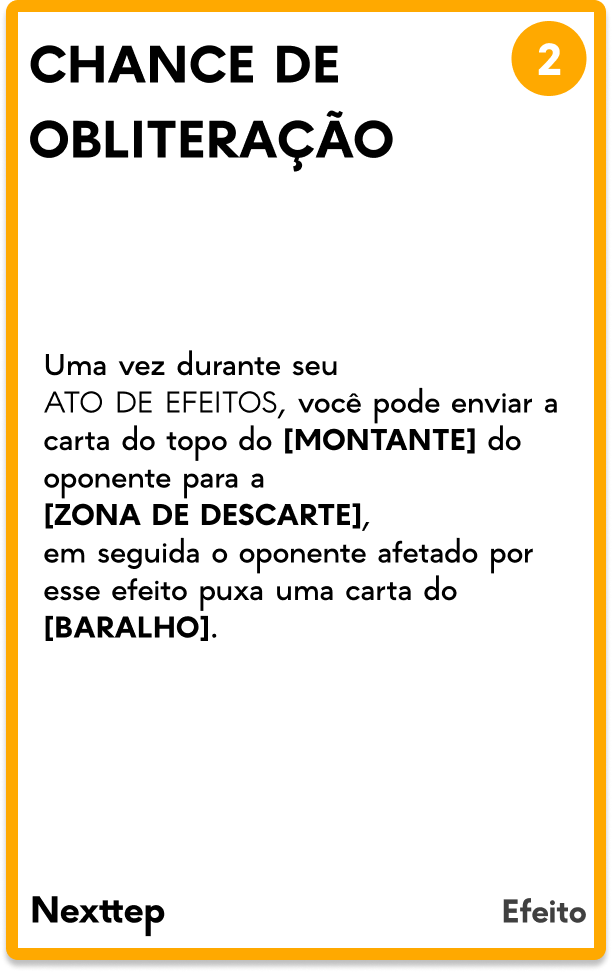 CHANCE DE
2
OBLITERAÇÃO
Uma vez durante seu
ATO DE EFEITOS, você pode enviar a
carta do topo do [MONTANTE] do
oponente para a
[ZONA DE DESCARTE],
em seguida o oponente afetado por
esse efeito puxa uma carta do
[BARALHO].
Nexttep
Efeito